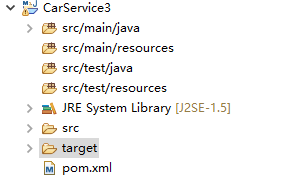 CarService3
src/main/java
src/main/resources
src/test/java
src/test/resources
JRE System Library [J2SE-1.5]
src
target
pom.xml